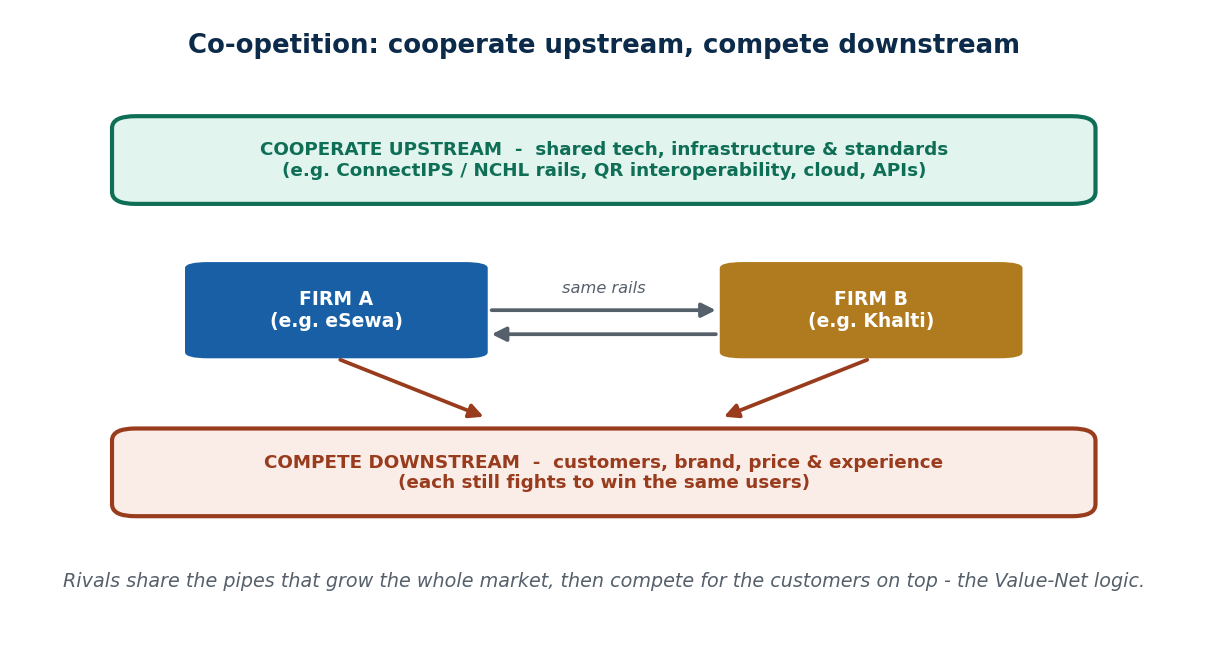 Co-opetition: cooperate upstream, compete downstream
COOPERATE UPSTREAM - shared tech, infrastructure & standards
(e.g. ConnectIPS / NCHL rails, QR interoperability, cloud, APIs)
FIRM A
(e.g. eSewa)
same rails
FIRM B
(e.g. Khalti)
COMPETE DOWNSTREAM - customers, brand, price & experience
(each still fights to win the same users)
Rivals share the pipes that grow the whole market, then compete for the customers on top - the Value-Net logic.